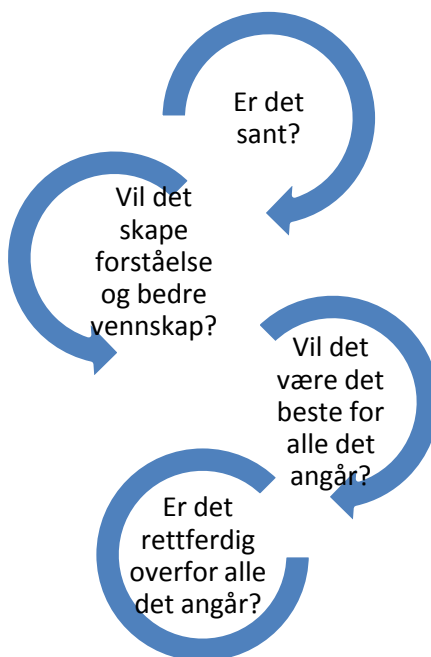 Er det
sant?
Vil det
skape
forståelse
og bedre
vennskap?
Vil det
være det
beste for
alle det
angår?
Er det
rettferdig
overfor alle
det angår?